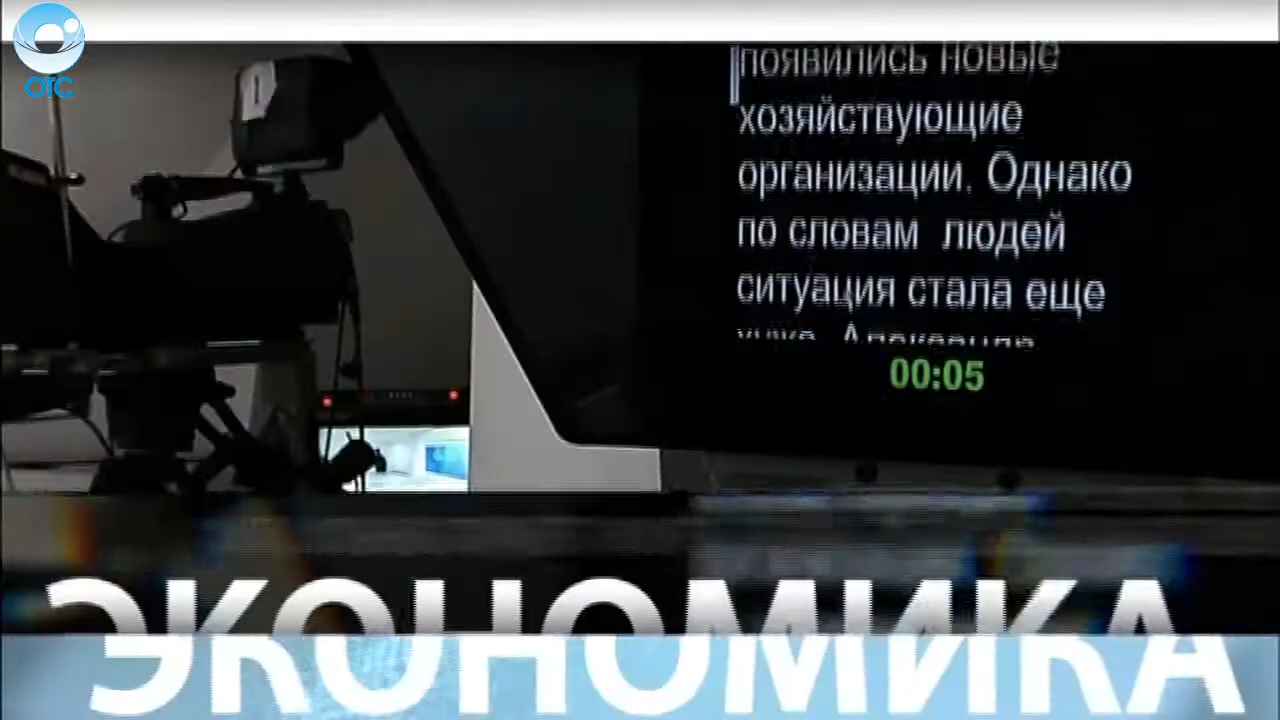 ОТС
появились новые
хозяйствующие
организации. Однако
по словам людей
ситуация стала еще
00:05
ЭКОНОМИКА